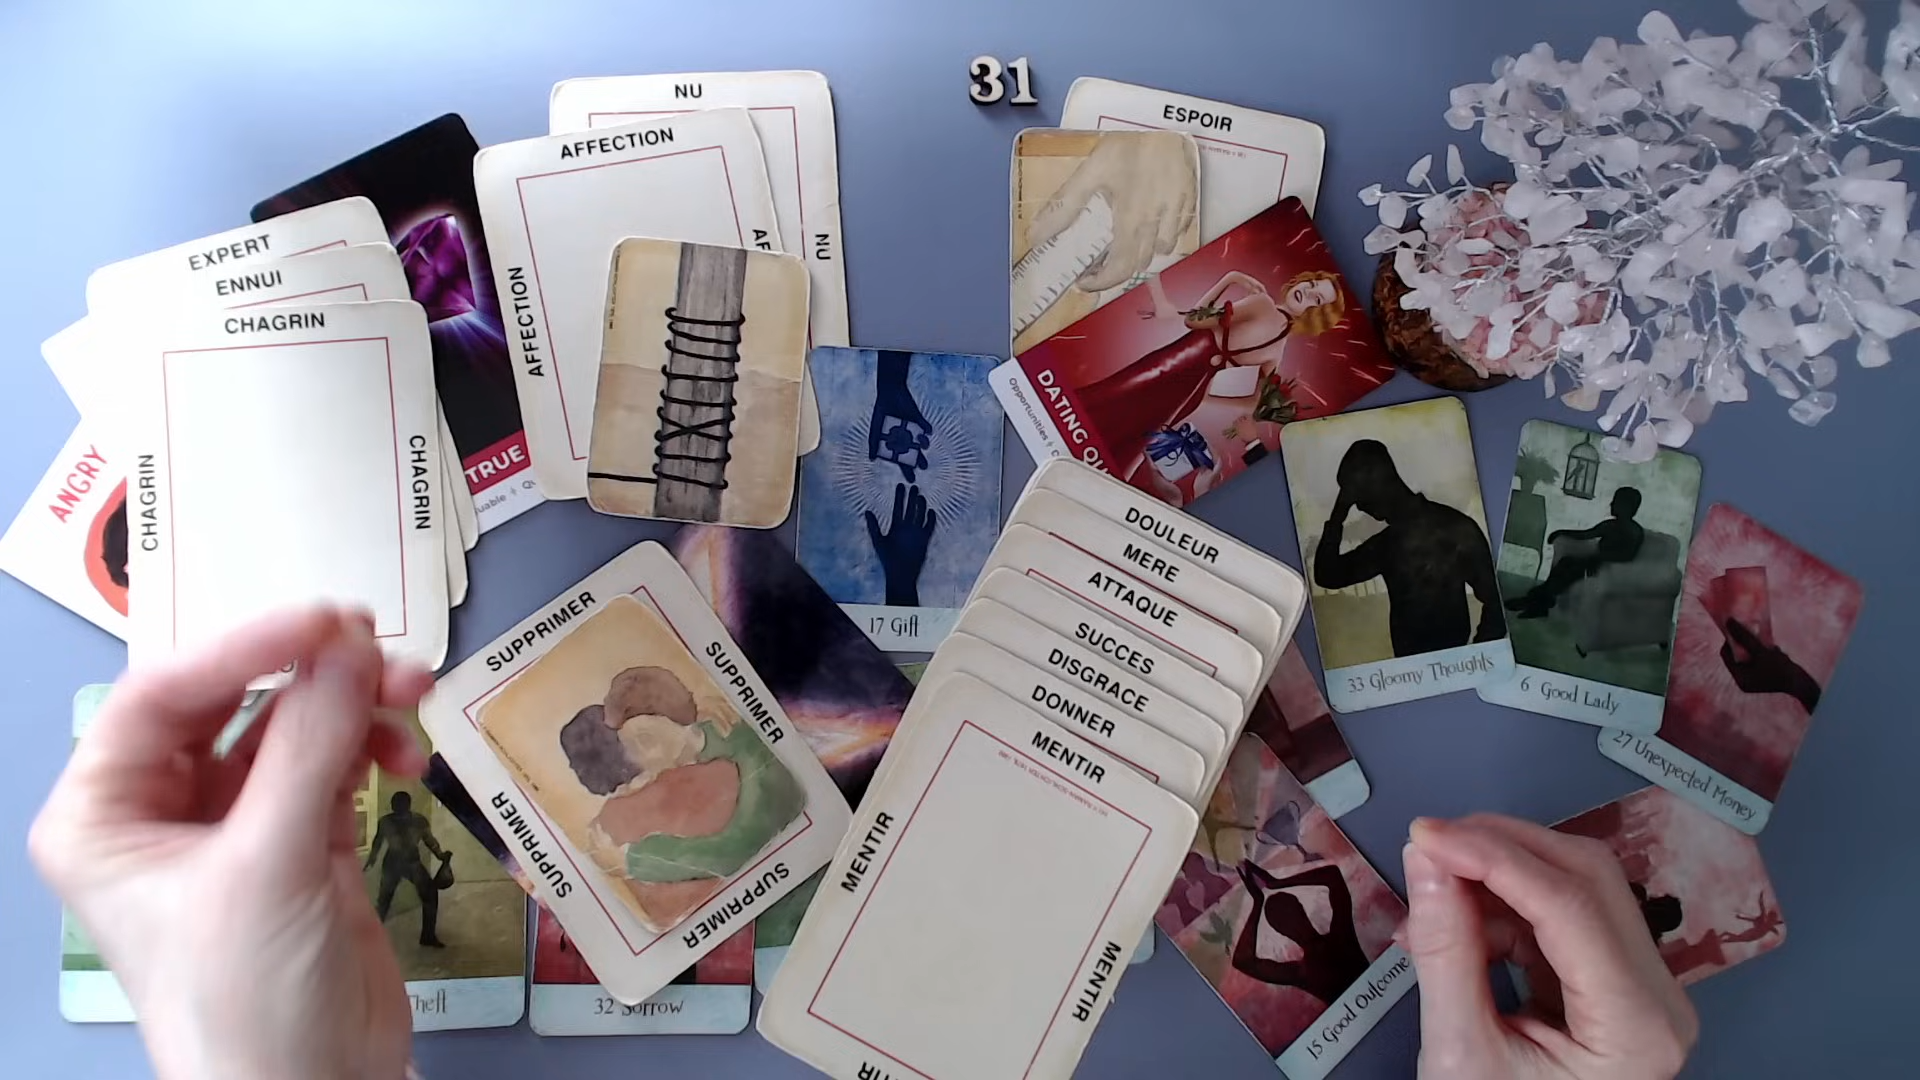 31
NU
NU
AFFECTION
AFFECTION
ESPOIR
EXPERT
ENNUI
CHAGRIN
CHAGRIN
CHAGRIN
ANGRY
TRUE
17 Gift
DATING
Opportunities
33 Gloomy Thoughts
6 Good Lady
27 Unexpected Money
SUPPRIMER
SUPPRIMER
SUPPRIMER
SUPPRIMER
DOULEUR
MERE
ATTAQUE
SUCCES
DISGRACE
DONNER
MENTIR
MENTIR
MENTIR
Theft
32 Sorrow
15 Good Outcome